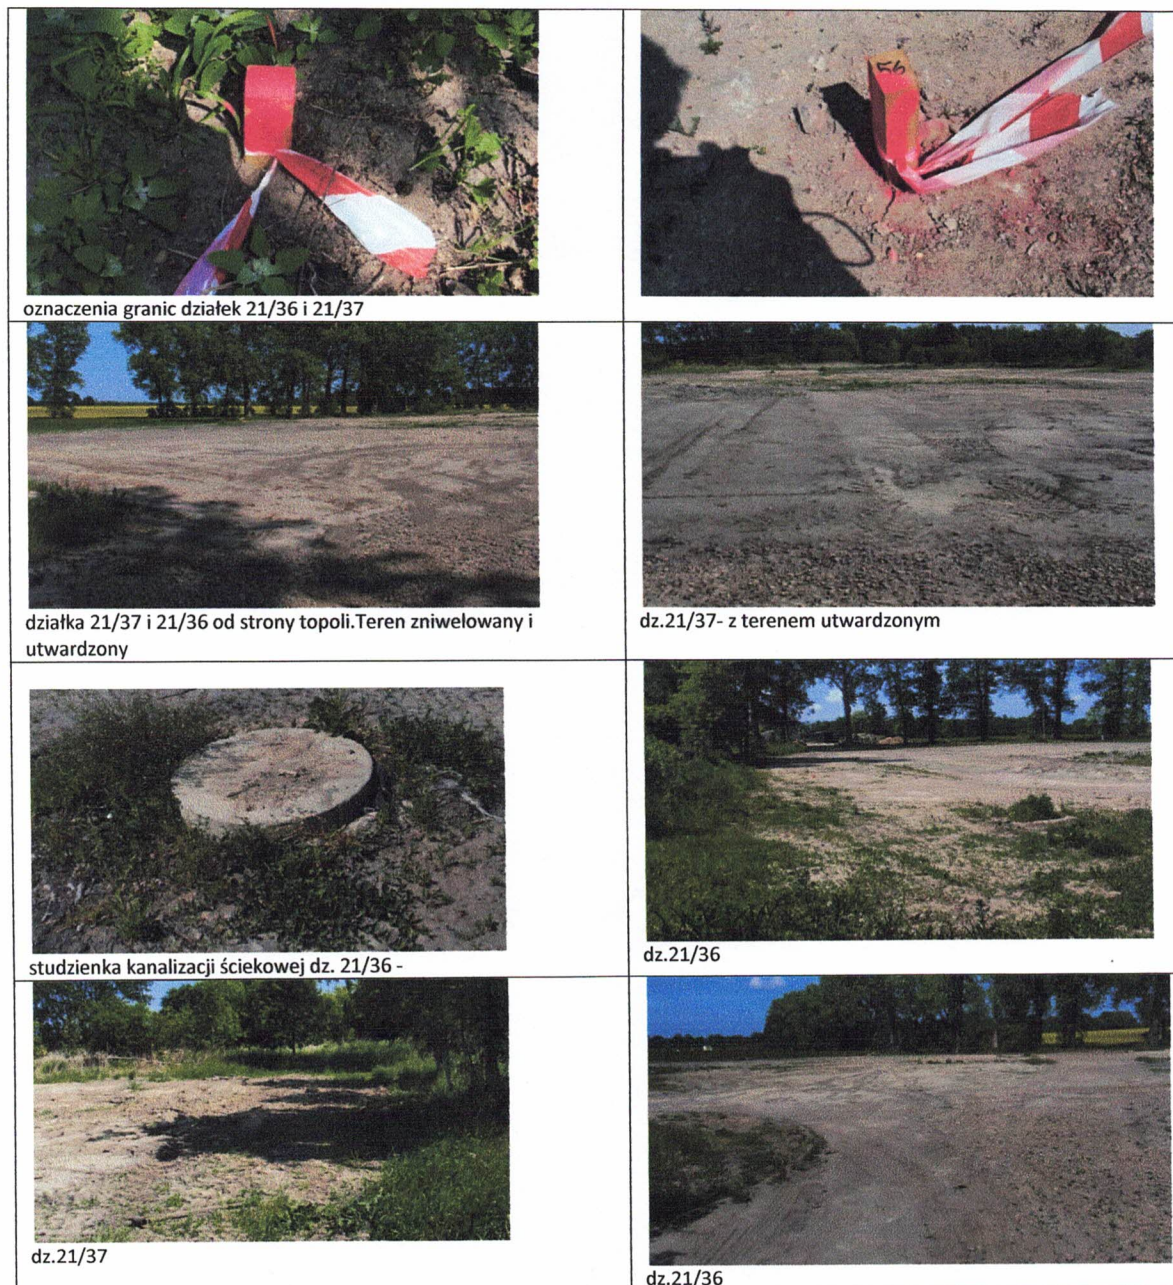 56
oznaczenia granic działek 21/36 i 21/37
działka 21/37 i 21/36 od strony topoli.Teren zniwelowany i
utwardzony
dz.21/37- z terenem utwardzonym
studzienka kanalizacji ściekowej dz. 21/36 -
dz.21/36
dz.21/37
dz.21/36